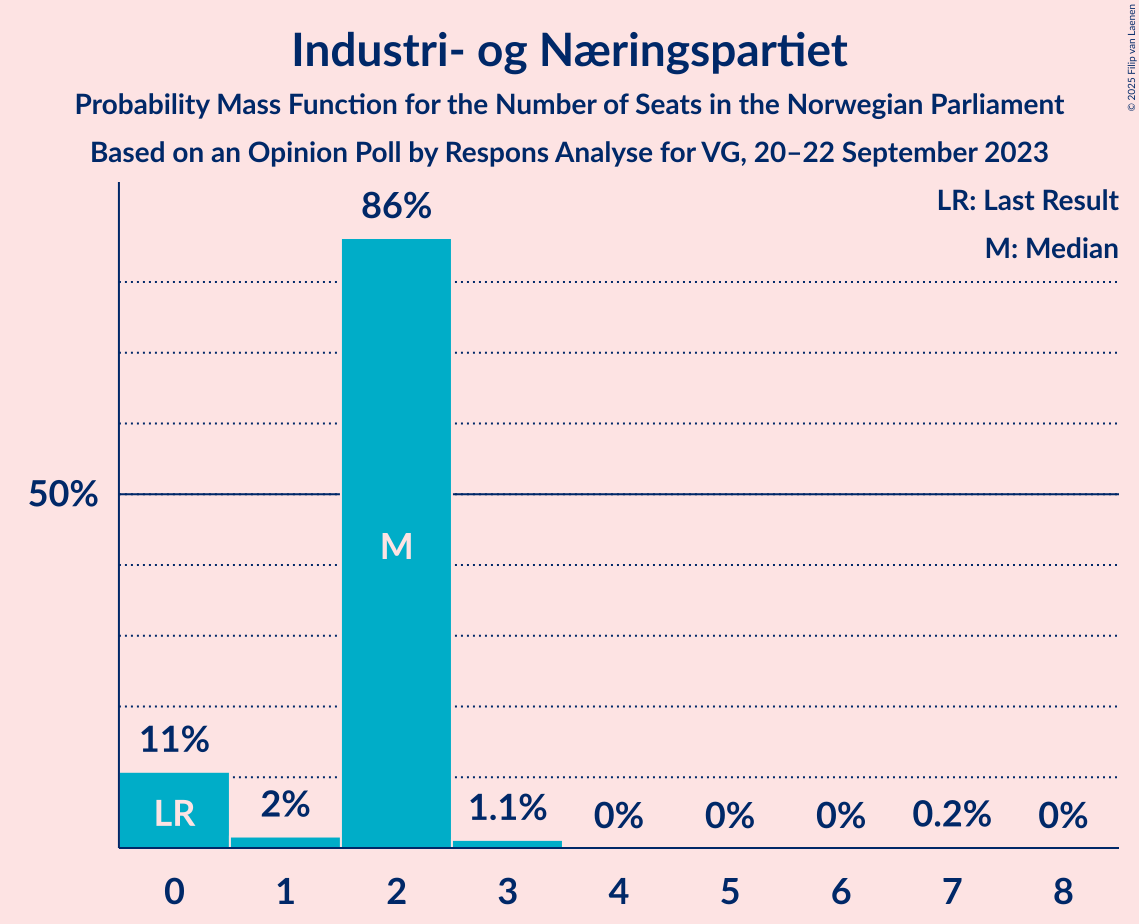 Industri- og Næringspartiet
Probability Mass Function for the Number of Seats in the Norwegian Parliament
Based on an Opinion Poll by Respons Analyse for VG, 20–22 September 2023
© 2025 Filip van Laenen
LR: Last Result
M: Median
86%
50%
M
11%
LR
2%
1.1%
0%
0%
0%
0.2%
0%
0 1 2 3 4 5 6 7 8